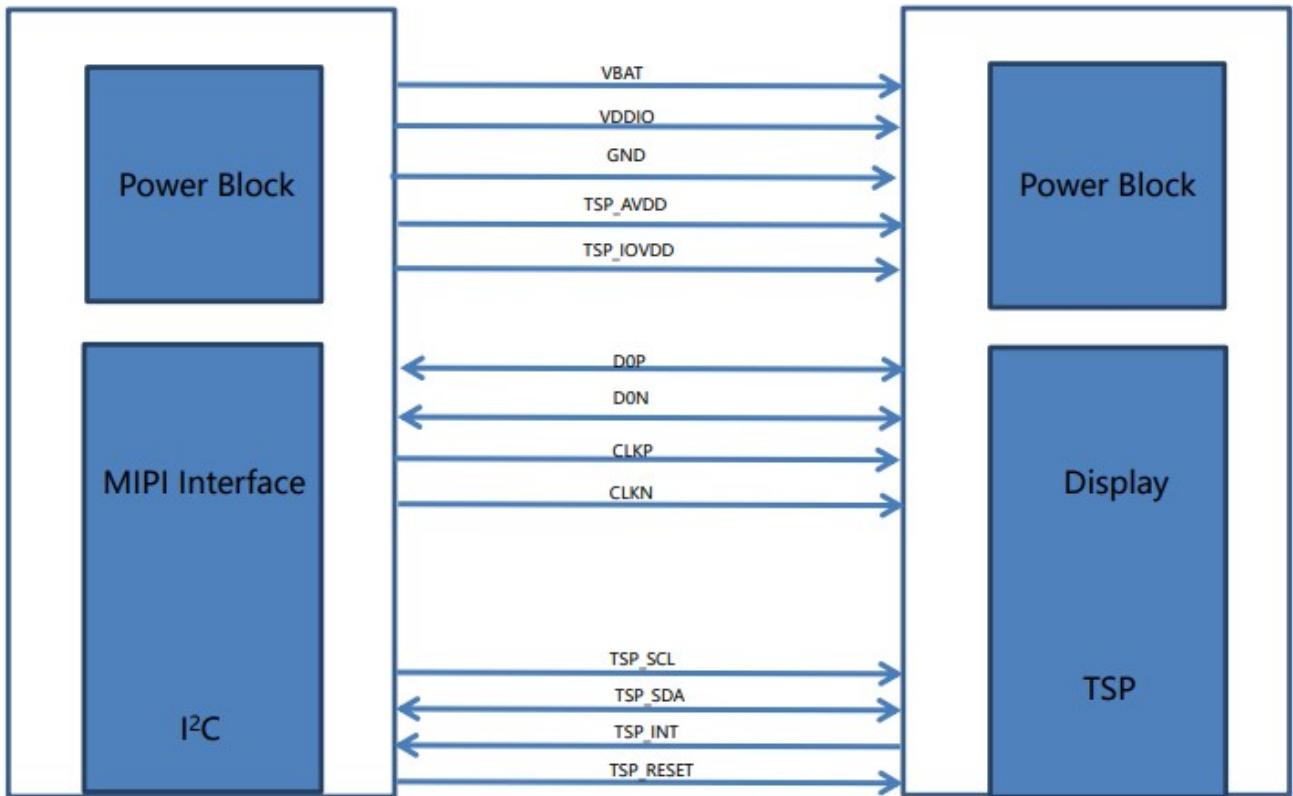 VBAT
VDDIO
GND
Power Block
Power Block
TSP_AVDD
TSP_IOVDD
D0P
D0N
CLKP
MIPI Interface
Display
CLKN
TSP_SCL
TSP_SDA
TSP
I²C
TSP_INT
TSP_RESET